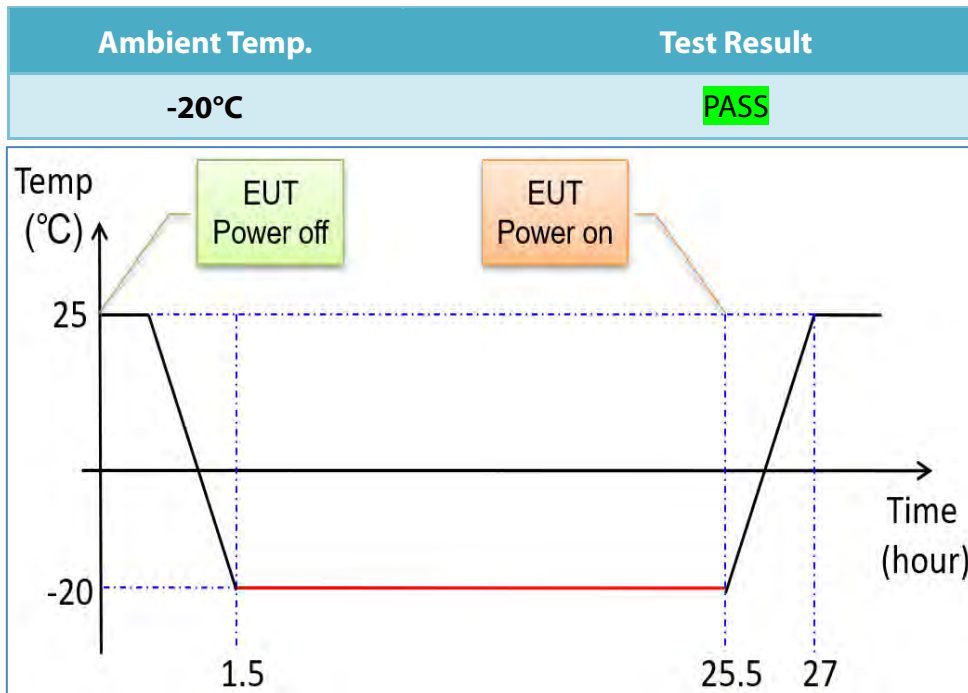 Ambient Temp. Test Result
-20°C PASS
Temp
(°C)
EUT
Power off
EUT
Power on
25
-20
Time
(hour)
1.5 25.5 27